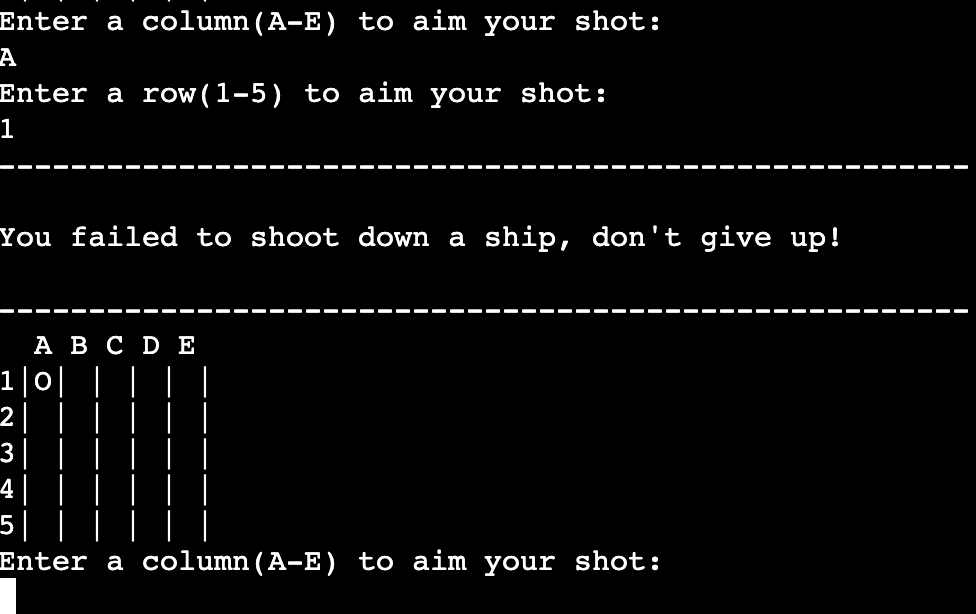 Enter a column(A-E) to aim your shot:
A
Enter a row(1-5) to aim your shot:
1
------------------------------------------------------
You failed to shoot down a ship, don't give up!
------------------------------------------------------
  A B C D E
1|O| | | | |
2| | | | | |
3| | | | | |
4| | | | | |
5| | | | | |
Enter a column(A-E) to aim your shot: